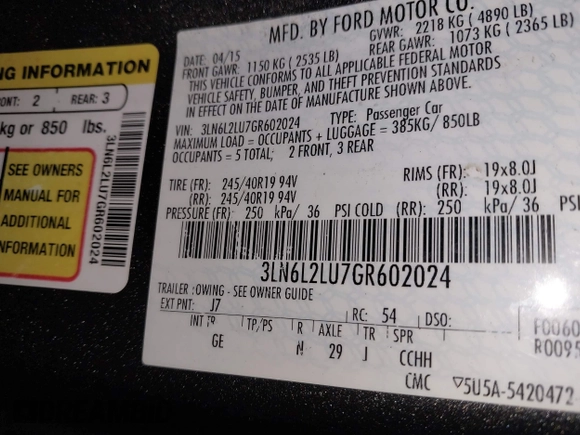 NG INFORMATION
ONT: 2 REAR: 3
kg or 850 lbs.
SEE OWNERS
MANUAL FOR
ADDITIONAL
INFORMATION
3LN6L2LU7GR602024
MFD. BY FORD MOTOR CO.
DATE: 04/15 GVWR: 2218 KG ( 4890 LB)
FRONT GAWR: 1150 KG ( 2535 LB) REAR GAWR: 1073 KG ( 2365 LB)
THIS VEHICLE CONFORMS TO ALL APPLICABLE FEDERAL MOTOR
VEHICLE SAFETY, BUMPER, AND THEFT PREVENTION STANDARDS
IN EFFECT ON THE DATE OF MANUFACTURE SHOWN ABOVE.
VIN: 3LN6L2LU7GR602024 TYPE: Passenger Car
MAXIMUM LOAD = OCCUPANTS + LUGGAGE = 385KG/ 850LB
OCCUPANTS = 5 TOTAL; 2 FRONT, 3 REAR
TIRE (FR): 245/40R19 94V RIMS (FR): 19x8.0J
(RR): 245/40R19 94V (RR): 19x8.0J
PRESSURE (FR): 250 kPa/ 36 PSI COLD (RR): 250 kPa/ 36 PSI
3LN6L2LU7GR602024
TRAILER :OWING - SEE OWNER GUIDE
EXT PNT: J7 RC: 54 DSO: F0060
INT TR TP/PS R AXLE TR SPR R0095
GE N 29 J CCHH
CMC 5U5A-5420472